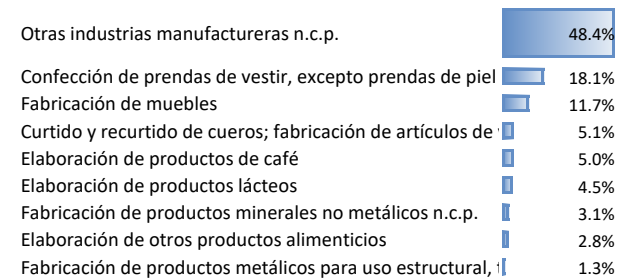 Otras industrias manufactureras n.c.p. 48.4%
Confección de prendas de vestir, excepto prendas de piel 18.1%
Fabricación de muebles 11.7%
Curtido y recurtido de cueros; fabricación de artículos de 5.1%
Elaboración de productos de café 5.0%
Elaboración de productos lácteos 4.5%
Fabricación de productos minerales no metálicos n.c.p. 3.1%
Elaboración de otros productos alimenticios 2.8%
Fabricación de productos metálicos para uso estructural, 1.3%